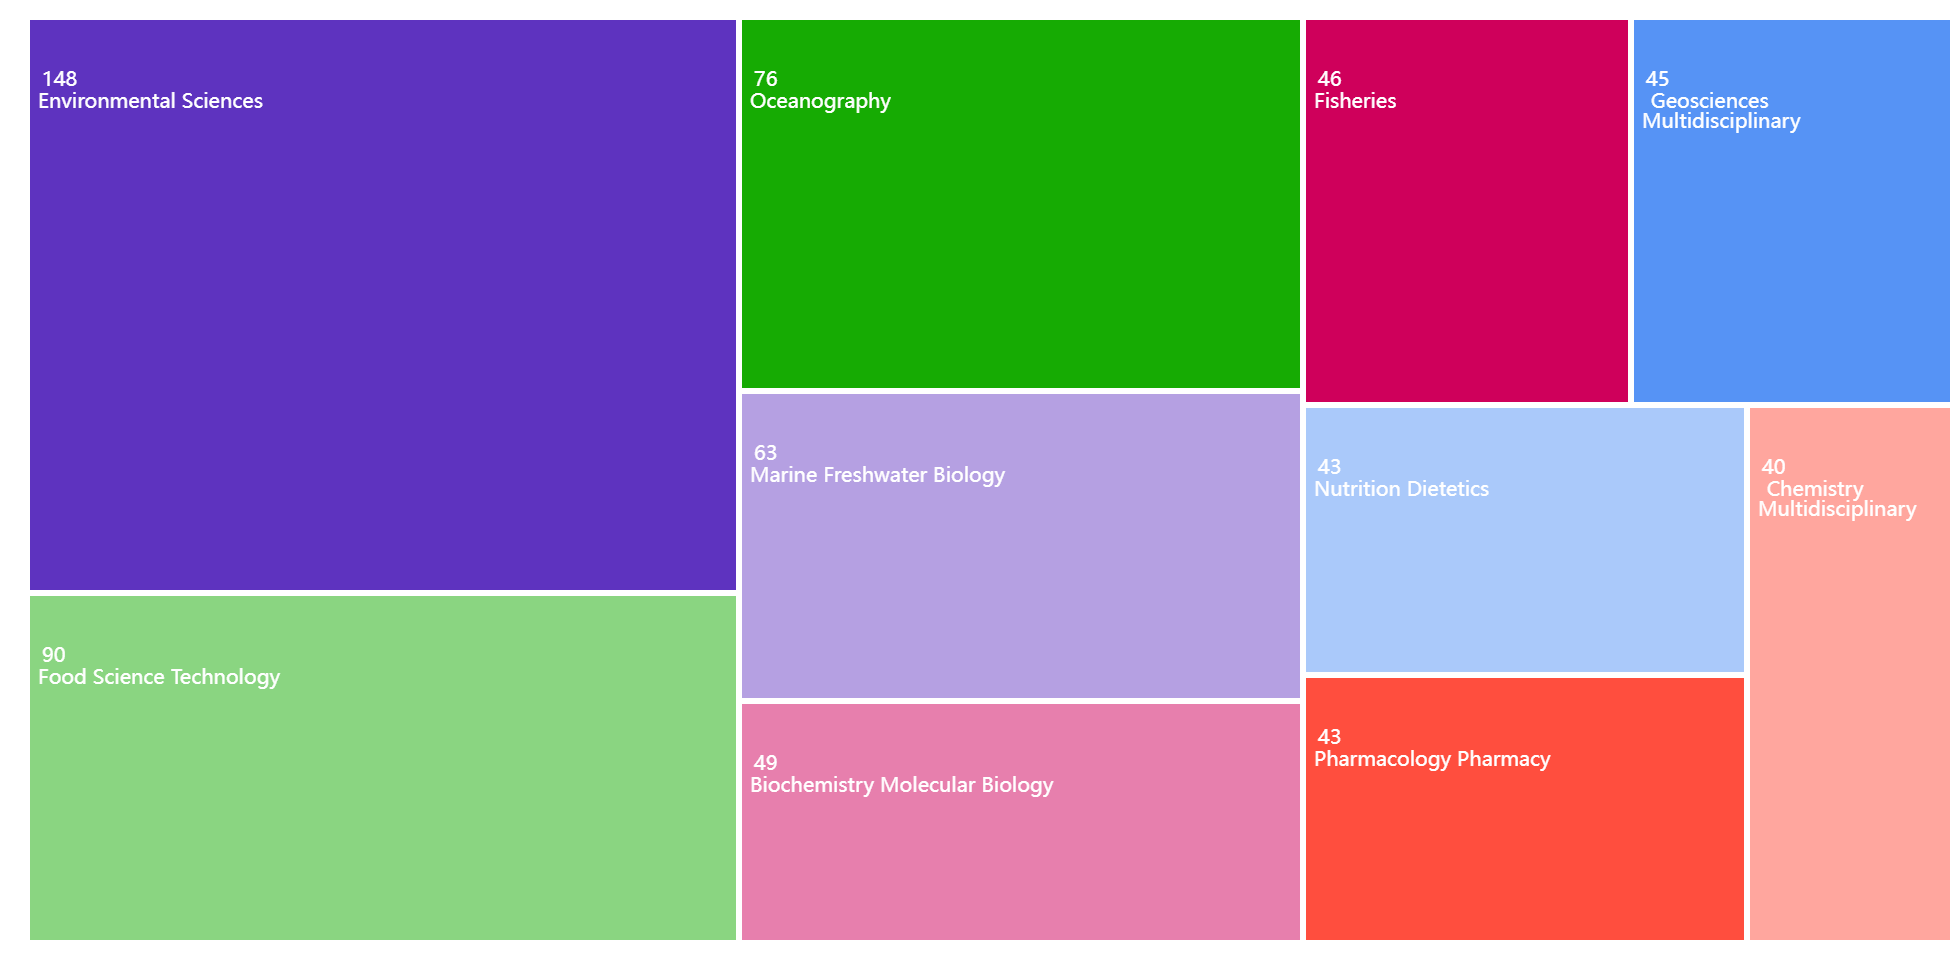 148
Environmental Sciences
90
Food Science Technology
76
Oceanography
63
Marine Freshwater Biology
49
Biochemistry Molecular Biology
46
Fisheries
45
Geosciences
Multidisciplinary
43
Nutrition Dietetics
43
Pharmacology Pharmacy
40
Chemistry
Multidisciplinary